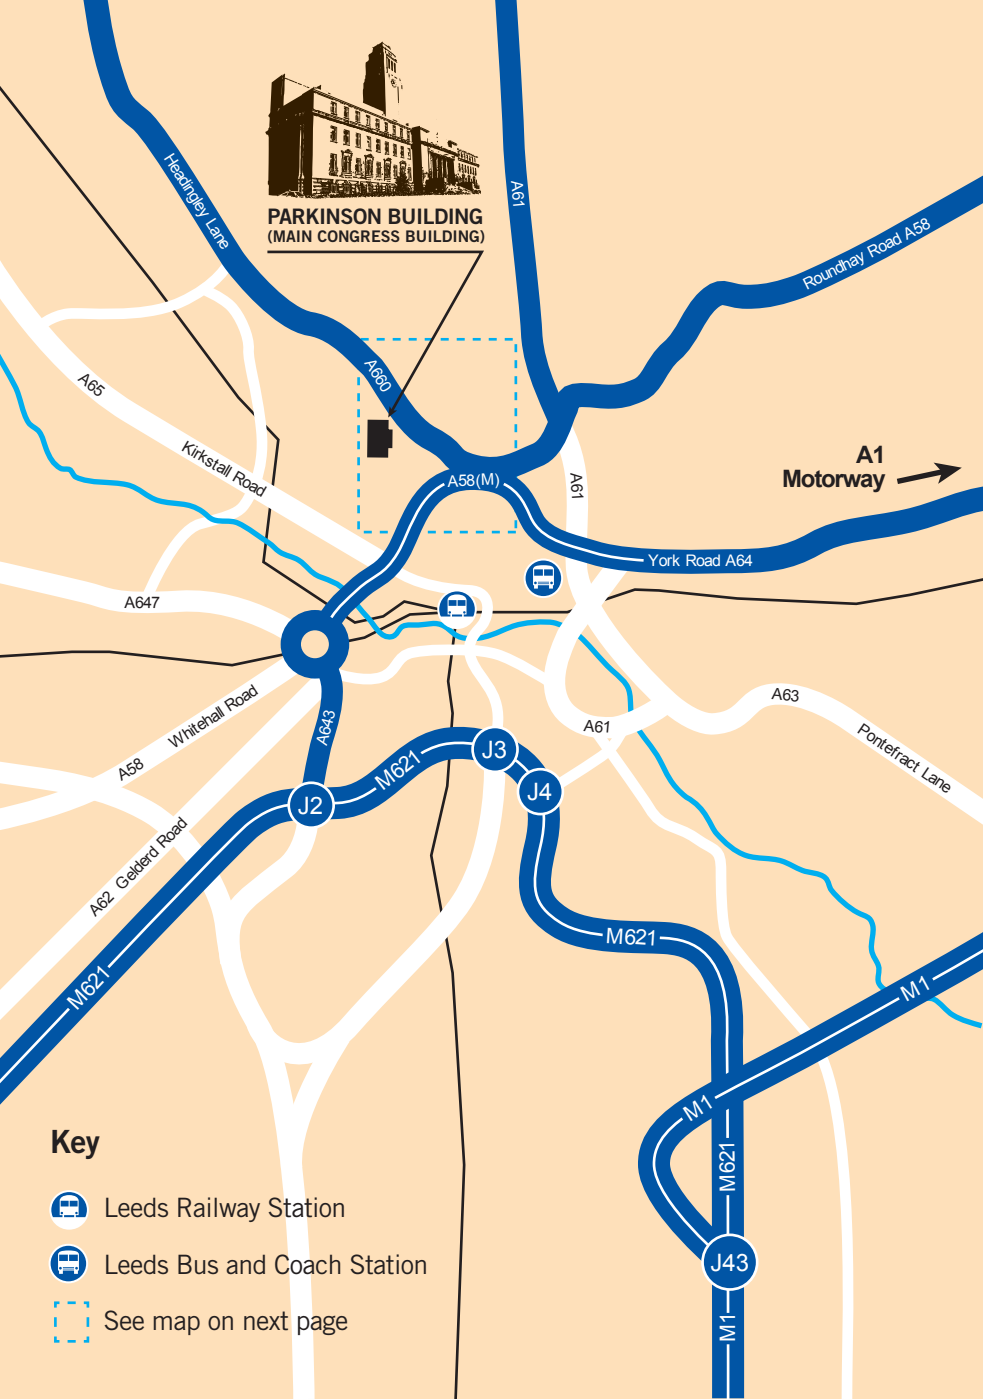 Headingley Lane
A61
PARKINSON BUILDING
(MAIN CONGRESS BUILDING)
Roundhay Road A58
A660
A65
Kirkstall Road
A58(M)
A61
A1
Motorway
York Road A64
A647
Whitehall Road
A58
A643
A61
A63
Pontefract Lane
J3
M621
J4
J2
A62 Gelderd Road
M621
M621
M1
M1
M621
J43
M1
Key
Leeds Railway Station
Leeds Bus and Coach Station
See map on next page